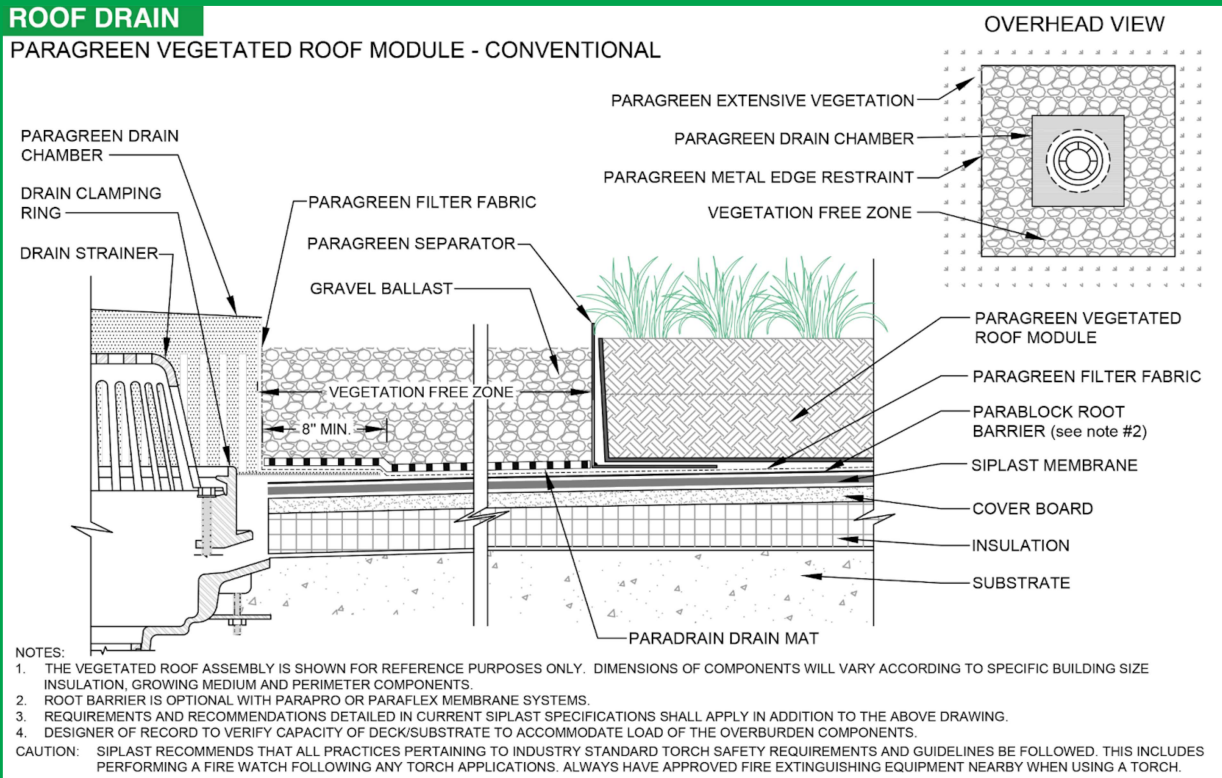 ROOF DRAIN
PARAGREEN VEGETATED ROOF MODULE - CONVENTIONAL
OVERHEAD VIEW
PARAGREEN EXTENSIVE VEGETATION
PARAGREEN DRAIN CHAMBER
PARAGREEN METAL EDGE RESTRAINT
VEGETATION FREE ZONE
PARAGREEN DRAIN
CHAMBER
DRAIN CLAMPING
RING
DRAIN STRAINER
PARAGREEN FILTER FABRIC
PARAGREEN SEPARATOR
GRAVEL BALLAST
VEGETATION FREE ZONE
8" MIN.
PARAGREEN VEGETATED
ROOF MODULE
PARAGREEN FILTER FABRIC
PARABLOCK ROOT
BARRIER (see note #2)
SIPLAST MEMBRANE
COVER BOARD
INSULATION
SUBSTRATE
PARADRAIN DRAIN MAT
NOTES:
1. THE VEGETATED ROOF ASSEMBLY IS SHOWN FOR REFERENCE PURPOSES ONLY. DIMENSIONS OF COMPONENTS WILL VARY ACCORDING TO SPECIFIC BUILDING SIZE
INSULATION, GROWING MEDIUM AND PERIMETER COMPONENTS.
2. ROOT BARRIER IS OPTIONAL WITH PARAPRO OR PARAFLEX MEMBRANE SYSTEMS.
3. REQUIREMENTS AND RECOMMENDATIONS DETAILED IN CURRENT SIPLAST SPECIFICATIONS SHALL APPLY IN ADDITION TO THE ABOVE DRAWING.
4. DESIGNER OF RECORD TO VERIFY CAPACITY OF DECK/SUBSTRATE TO ACCOMMODATE LOAD OF THE OVERBURDEN COMPONENTS.
CAUTION: SIPLAST RECOMMENDS THAT ALL PRACTICES PERTAINING TO INDUSTRY STANDARD TORCH SAFETY REQUIREMENTS AND GUIDELINES BE FOLLOWED. THIS INCLUDES
PERFORMING A FIRE WATCH FOLLOWING ANY TORCH APPLICATIONS. ALWAYS HAVE APPROVED FIRE EXTINGUISHING EQUIPMENT NEARBY WHEN USING A TORCH.